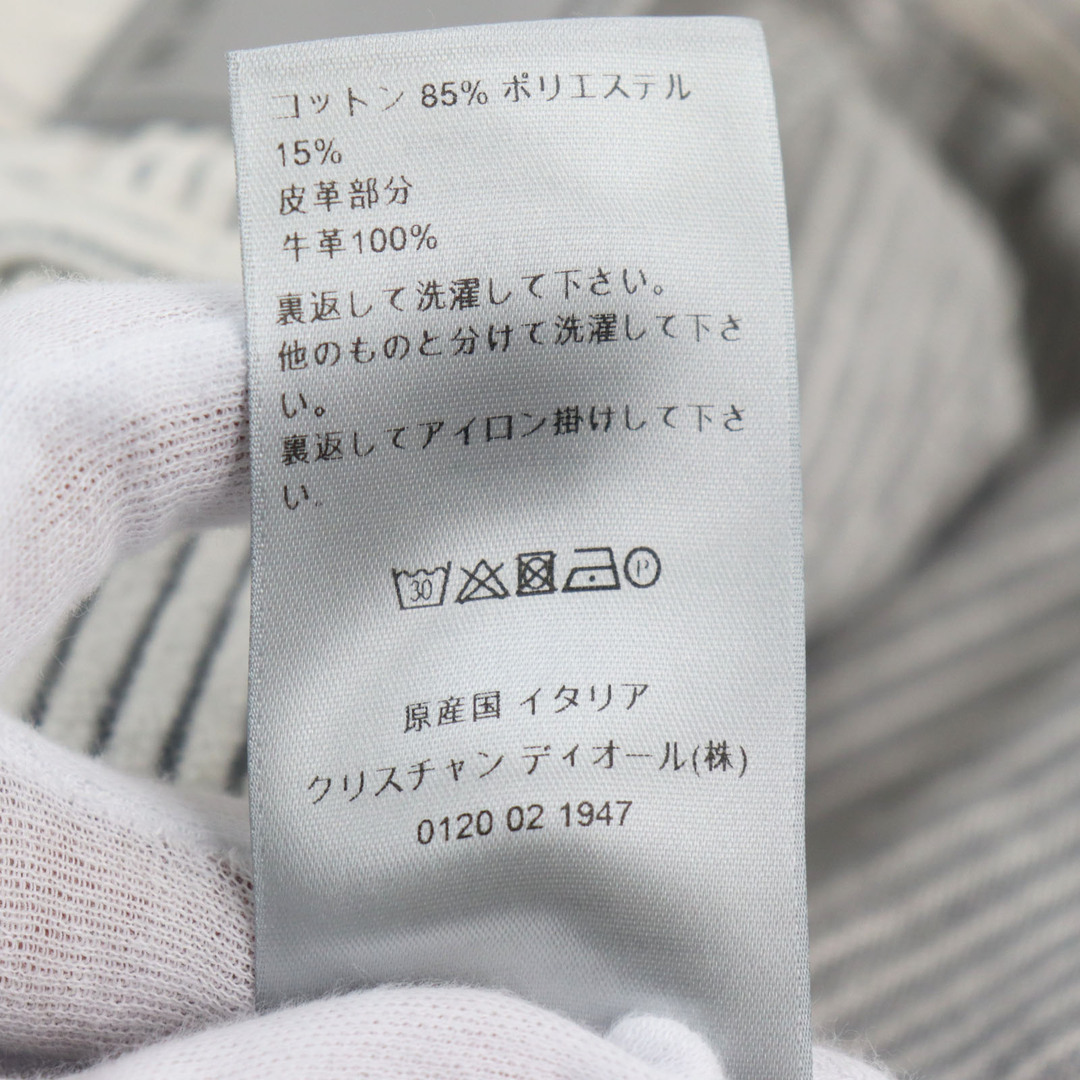 コットン 85% ポリエステル
15%
皮革部分
牛革100%
裏返して洗濯して下さい。
他のものと分けて洗濯して下さ
い。
裏返してアイロン掛けして下さ
い。
30 P
原産国 イタリア
クリスチャン ディオール(株)
0120 02 1947